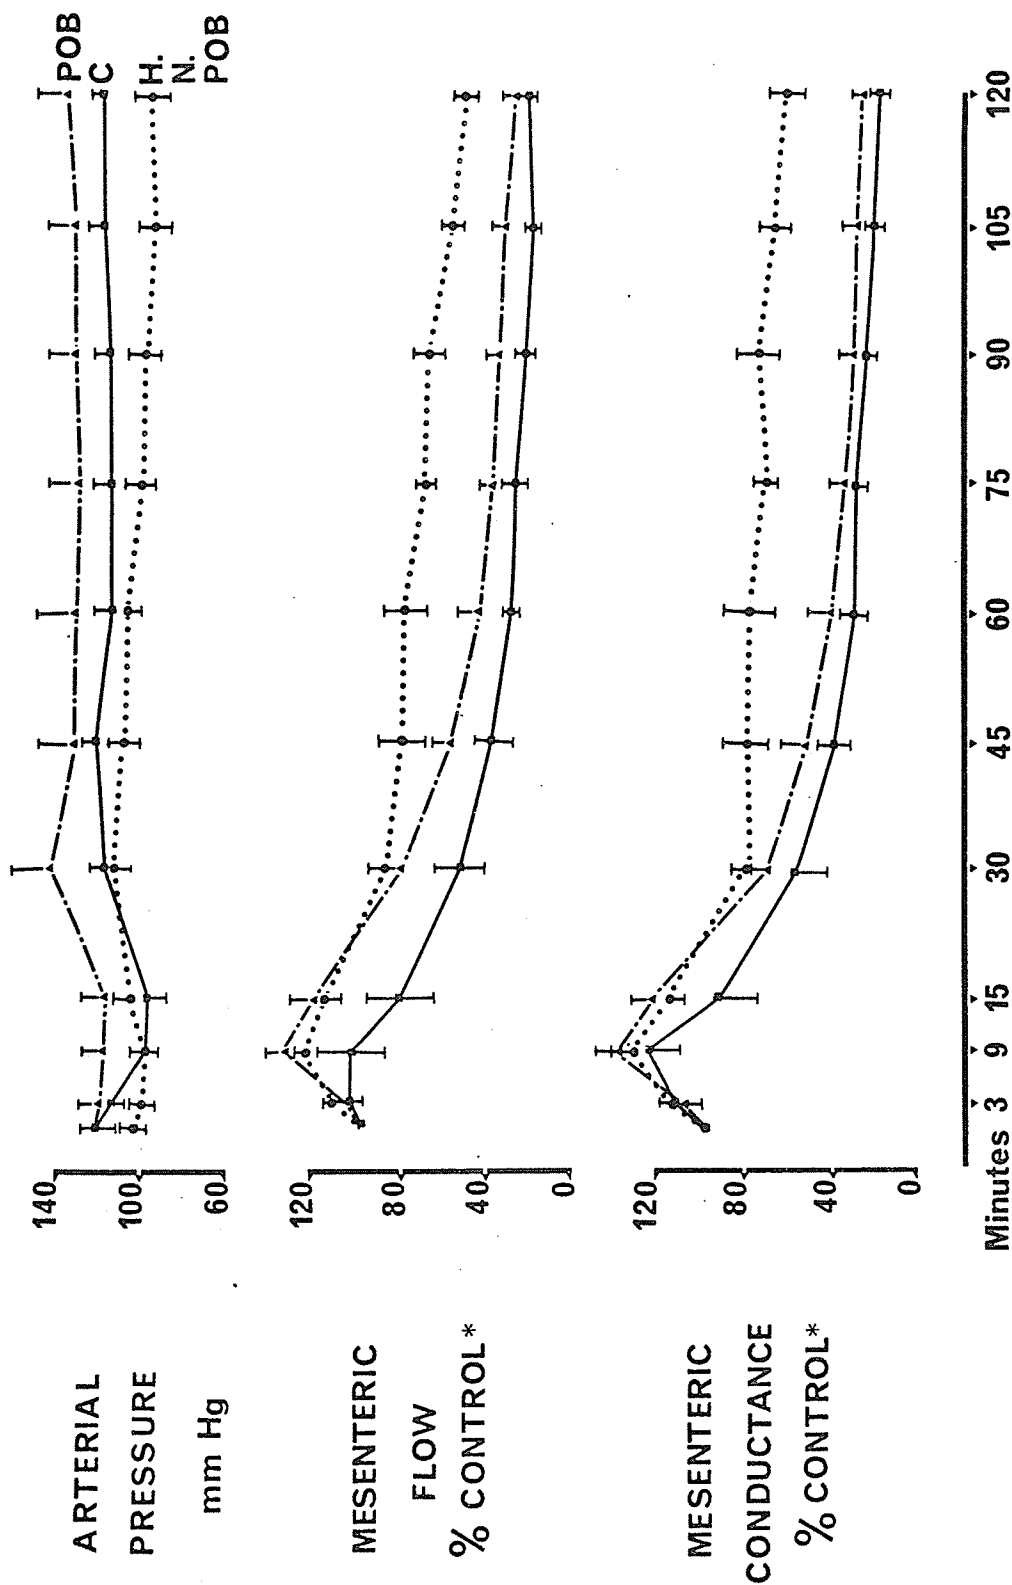 ARTERIAL
PRESSURE
mm Hg
140
100
60
POB
C
H.
N.
POB
MESENTERIC
FLOW
% CONTROL*
120
80
40
0
MESENTERIC
CONDUCTANCE
% CONTROL*
120
80
40
0
Minutes 3 9 15 30 45 60 75 90 105 120